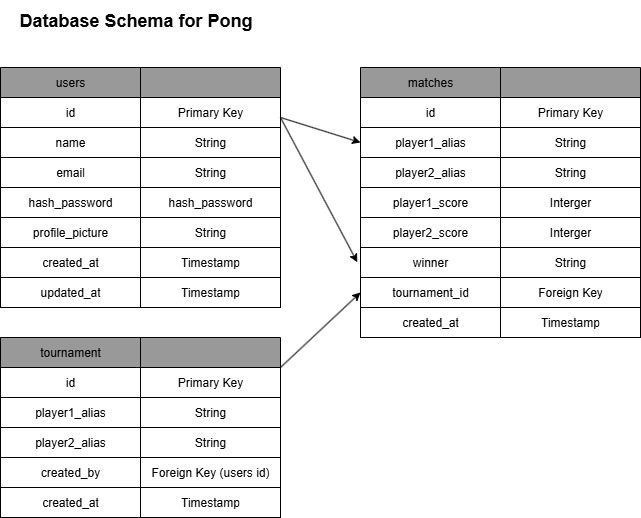 Database Schema for Pong
users
id Primary Key
name String
email String
hash_password hash_password
profile_picture String
created_at Timestamp
updated_at Timestamp
matches
id Primary Key
player1_alias String
player2_alias String
player1_score Interger
player2_score Interger
winner String
tournament_id Foreign Key
created_at Timestamp
tournament
id Primary Key
player1_alias String
player2_alias String
created_by Foreign Key (users id)
created_at Timestamp